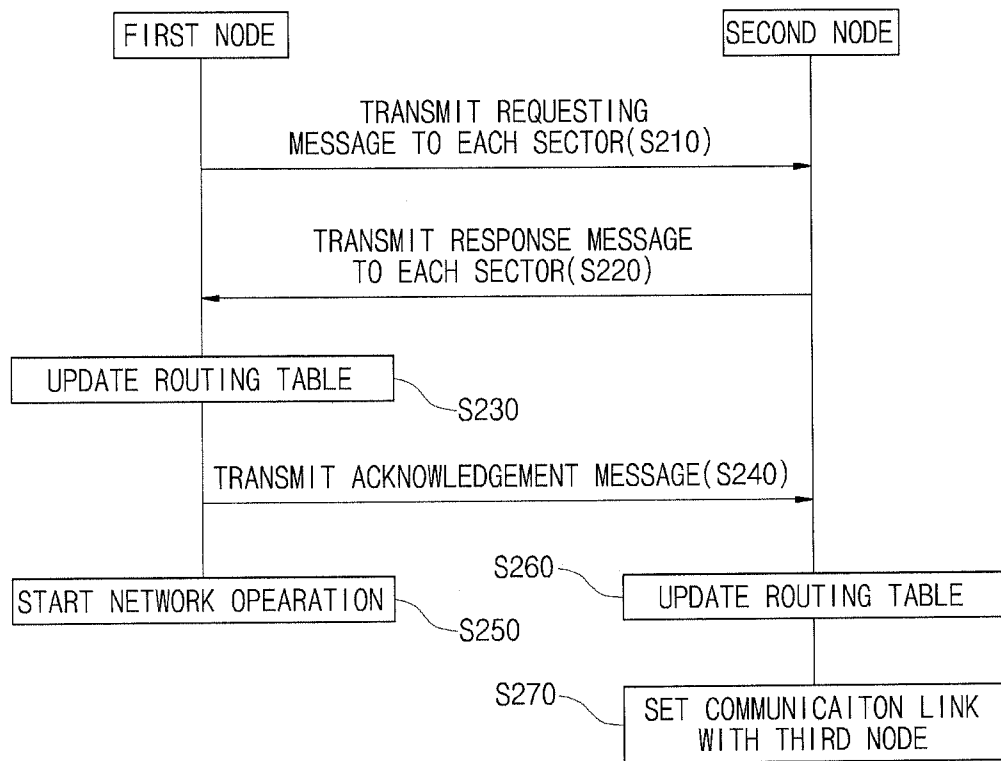 FIRST NODE
SECOND NODE
TRANSMIT REQUESTING
MESSAGE TO EACH SECTOR(S210)
TRANSMIT RESPONSE MESSAGE
TO EACH SECTOR(S220)
UPDATE ROUTING TABLE
S230
TRANSMIT ACKNOWLEDGEMENT MESSAGE(S240)
S260
UPDATE ROUTING TABLE
START NETWORK OPEARATION
S250
S270
SET COMMUNICAITON LINK
WITH THIRD NODE